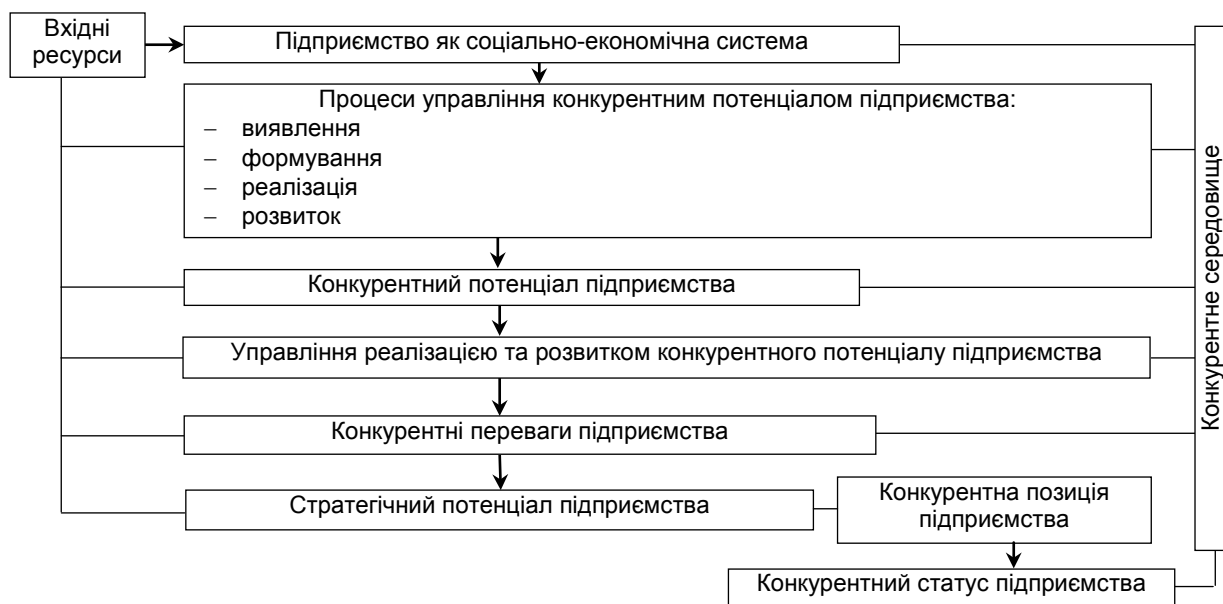 Вхідні
ресурси
Підприємство як соціально-економічна система
Процеси управління конкурентним потенціалом підприємства:
– виявлення
– формування
– реалізація
– розвиток
Конкурентний потенціал підприємства
Управління реалізацією та розвитком конкурентного потенціалу підприємства
Конкурентні переваги підприємства
Стратегічний потенціал підприємства
Конкурентна позиція
підприємства
Конкурентний статус підприємства
Конкурентне середовище